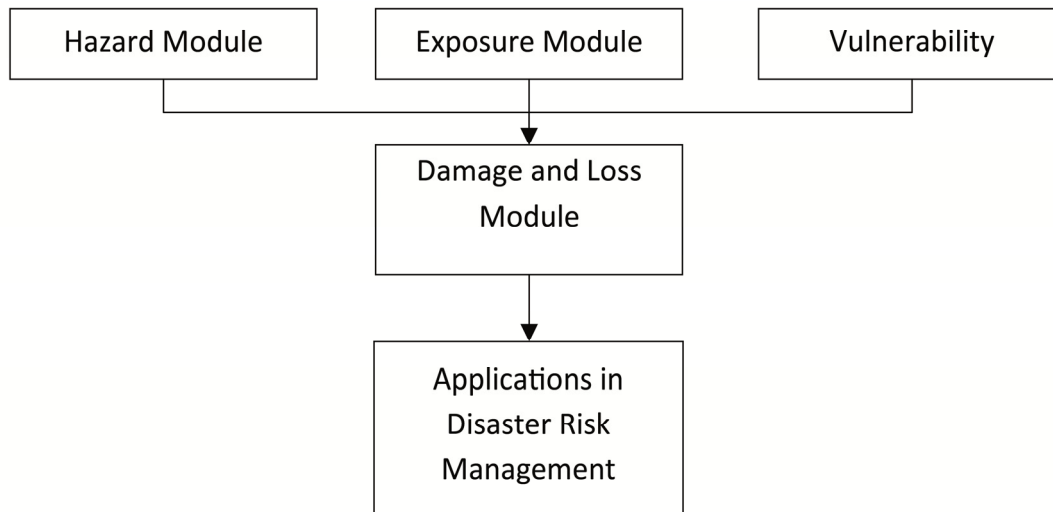 Hazard Module
Exposure Module
Vulnerability
Damage and Loss
Module
Applications in
Disaster Risk
Management